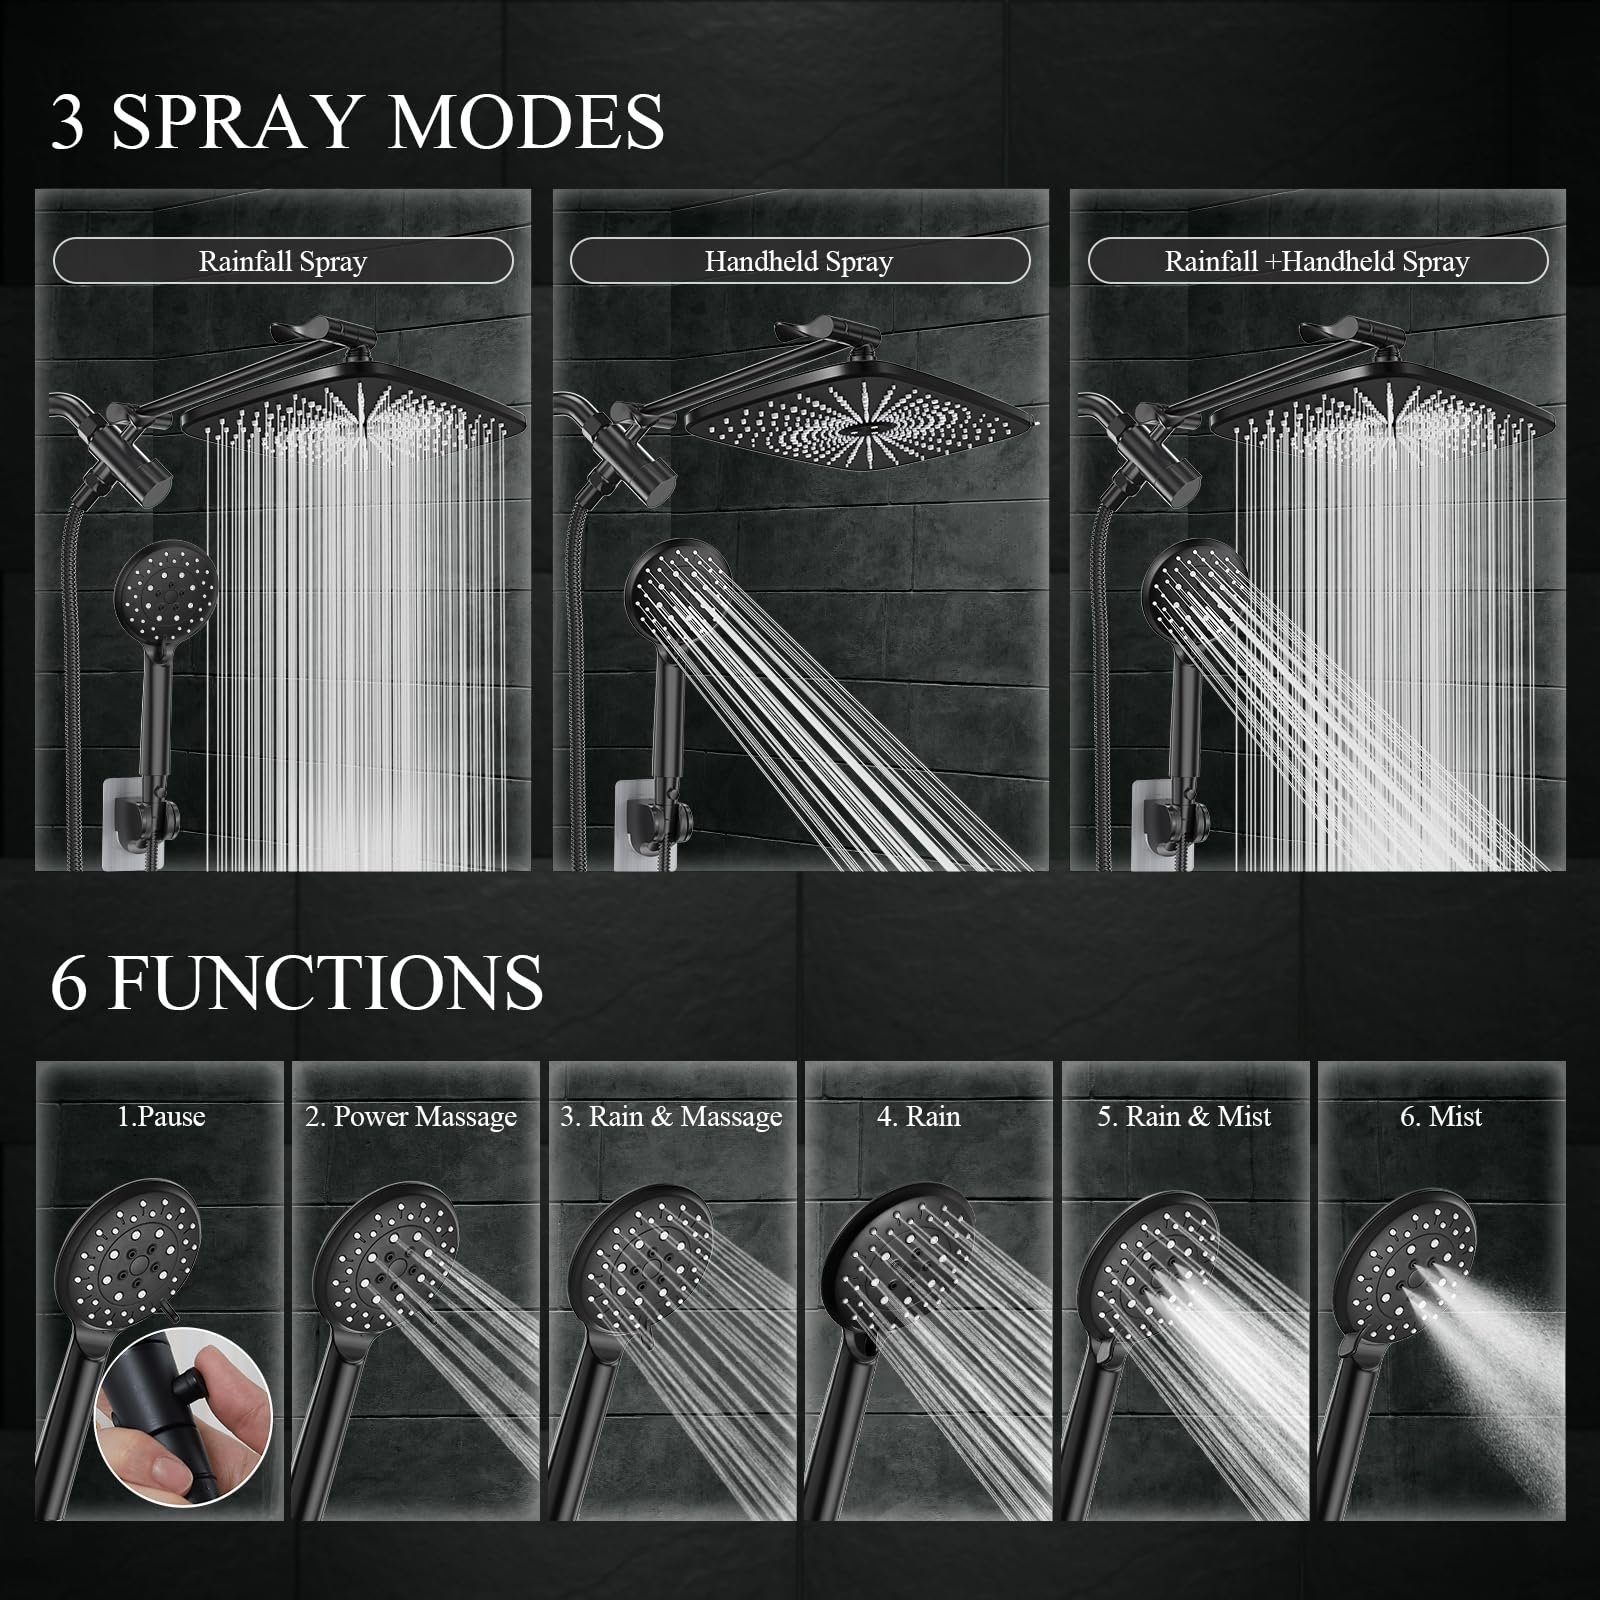 3 SPRAY MODES
Rainfall Spray
Handheld Spray
Rainfall +Handheld Spray
6 FUNCTIONS
1.Pause
2. Power Massage
3. Rain & Massage
4. Rain
5. Rain & Mist
6. Mist